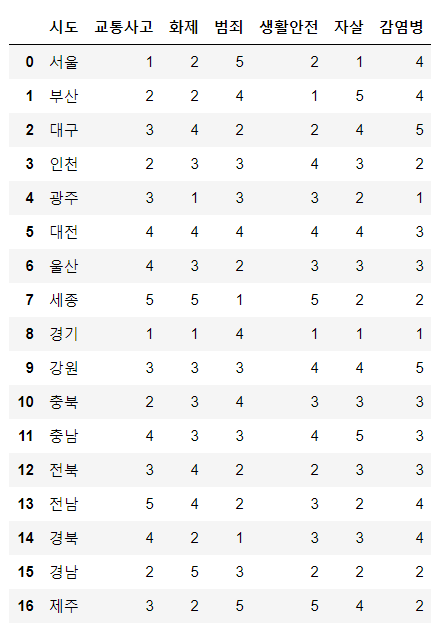 시도 교통사고 화제 범죄 생활안전 자살 감염병
0 서울 1 2 5 2 1 4
1 부산 2 2 4 1 5 4
2 대구 3 4 2 2 4 5
3 인천 2 3 3 4 3 2
4 광주 3 1 3 3 2 1
5 대전 4 4 4 4 4 3
6 울산 4 3 2 3 3 3
7 세종 5 5 1 5 2 2
8 경기 1 1 4 1 1 1
9 강원 3 3 3 4 4 5
10 충북 2 3 4 3 3 3
11 충남 4 3 3 4 5 3
12 전북 3 4 2 2 3 3
13 전남 5 4 2 3 2 4
14 경북 4 2 1 3 3 4
15 경남 2 5 3 2 2 2
16 제주 3 2 5 5 4 2